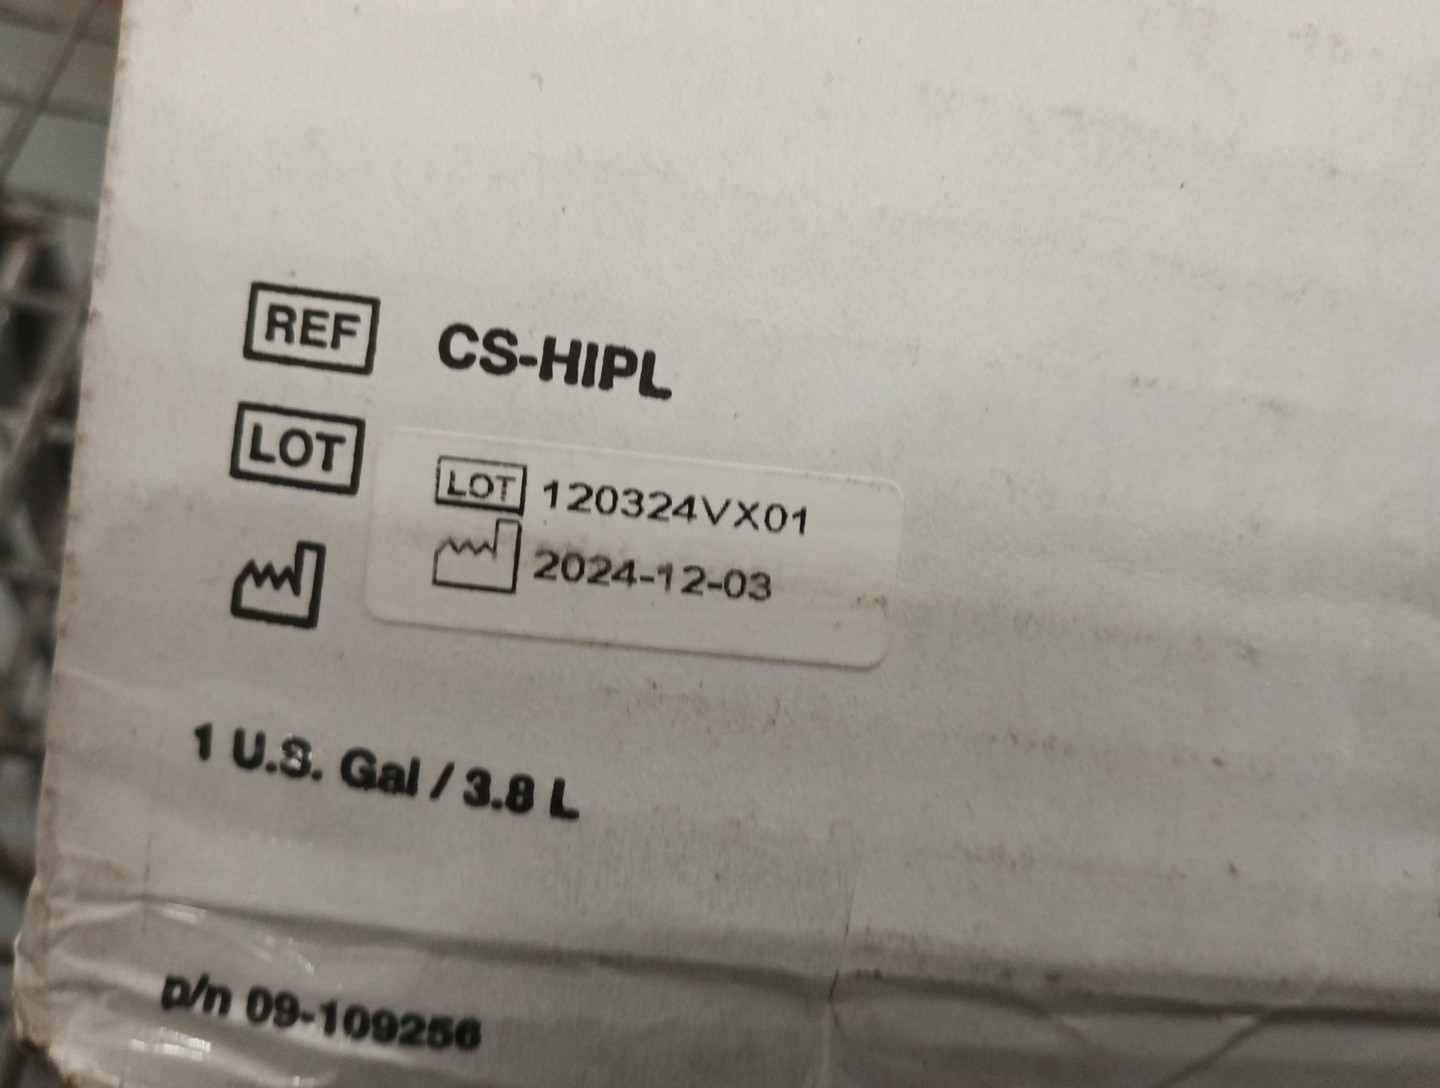 REF CS-HIPL
LOT
LOT 120324VX01
2024-12-03
1 U.S. Gal / 3.8 L
p/n 09-109256